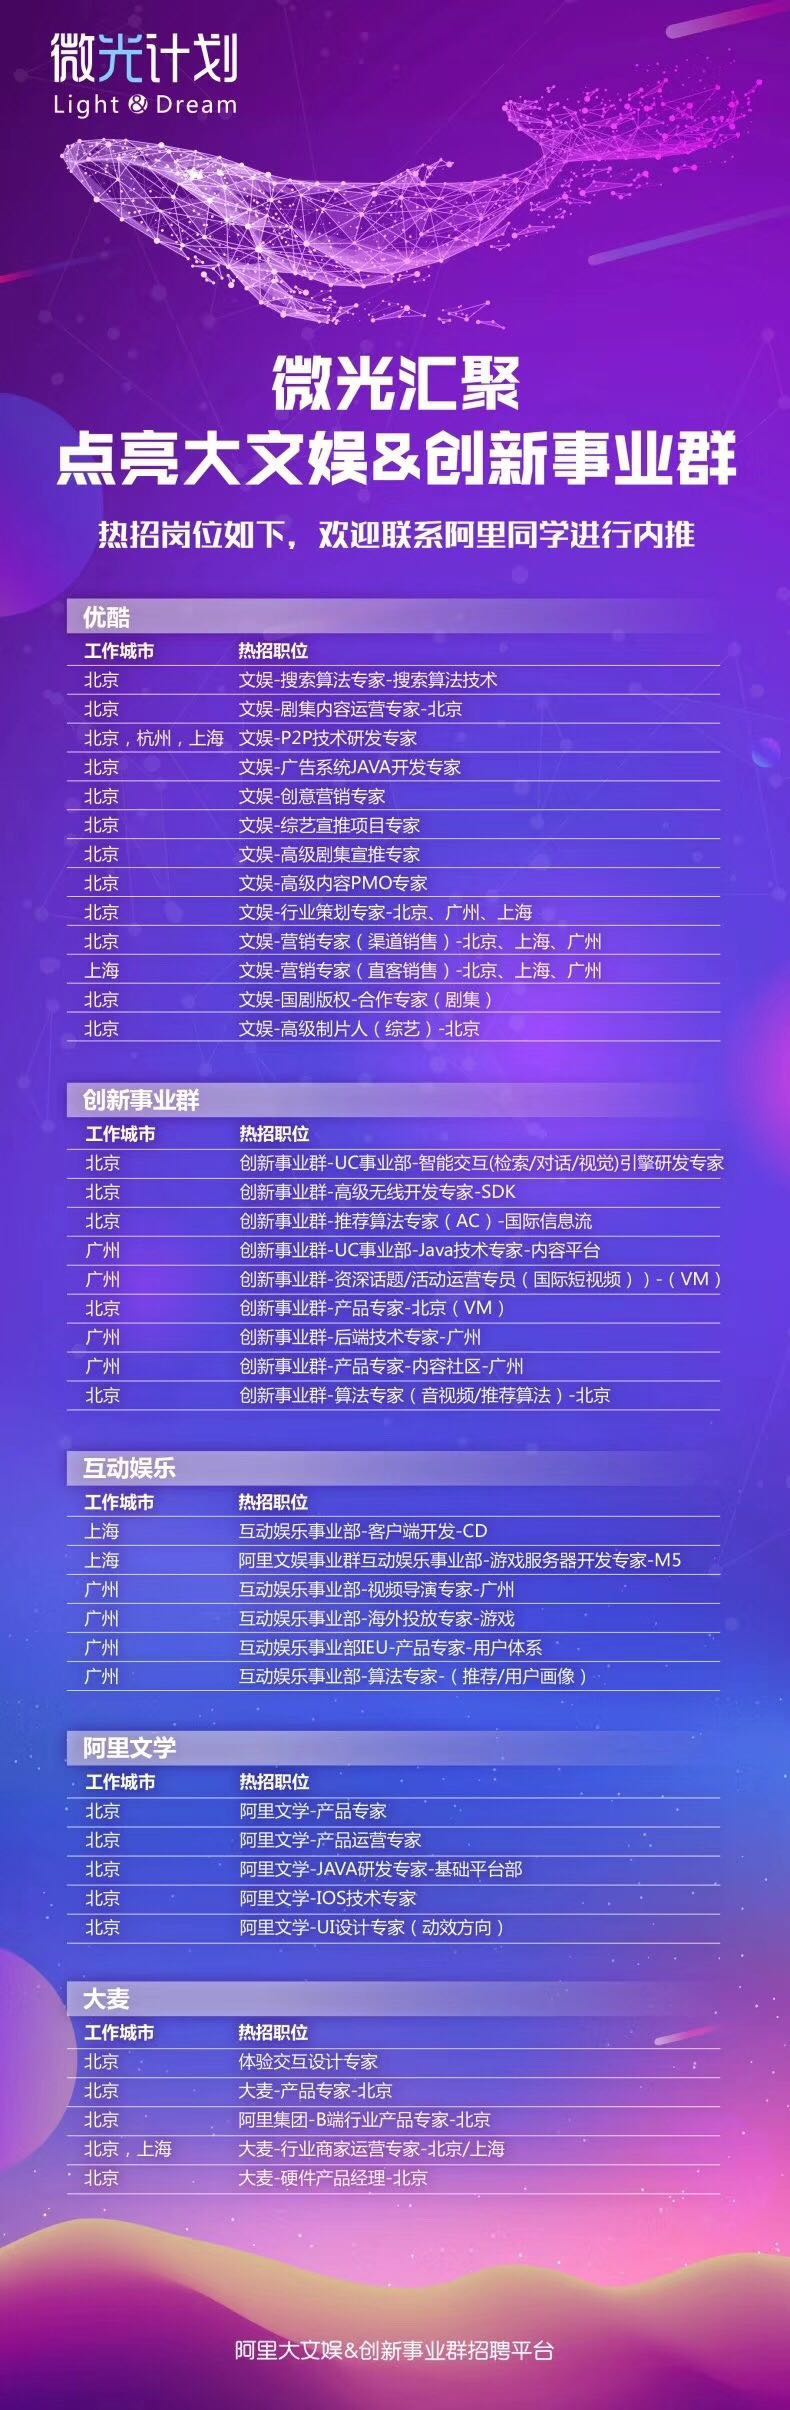 微光计划
Light & Dream
微光汇聚
点亮大文娱&创新事业群
热招岗位如下，欢迎联系阿里同学进行内推
优酷
工作城市 热招职位
北京 文娱-搜索算法专家-搜索算法技术
北京 文娱-剧集内容运营专家-北京
北京，杭州，上海 文娱-P2P技术研发专家
北京 文娱-广告系统JAVA开发专家
北京 文娱-创意营销专家
北京 文娱-综艺宣推项目专家
北京 文娱-高级剧集宣推专家
北京 文娱-高级内容PMO专家
北京 文娱-行业策划专家-北京、广州、上海
北京 文娱-营销专家（渠道销售）-北京、上海、广州
上海 文娱-营销专家（直客销售）-北京、上海、广州
北京 文娱-国剧版权-合作专家（剧集）
北京 文娱-高级制片人（综艺）-北京
创新事业群
工作城市 热招职位
北京 创新事业群-UC事业部-智能交互(检索/对话/视觉)引擎研发专家
北京 创新事业群-高级无线开发专家-SDK
北京 创新事业群-推荐算法专家（AC）-国际信息流
广州 创新事业群-UC事业部-Java技术专家-内容平台
广州 创新事业群-资深话题/活动运营专员（国际短视频））-（VM）
北京 创新事业群-产品专家-北京（VM）
广州 创新事业群-后端技术专家-广州
广州 创新事业群-产品专家-内容社区-广州
北京 创新事业群-算法专家（音视频/推荐算法）-北京
互动娱乐
工作城市 热招职位
上海 互动娱乐事业部-客户端开发-CD
上海 阿里文娱事业群互动娱乐事业部-游戏服务器开发专家-M5
广州 互动娱乐事业部-视频导演专家-广州
广州 互动娱乐事业部-海外投放专家-游戏
广州 互动娱乐事业部IEU-产品专家-用户体系
广州 互动娱乐事业部-算法专家-（推荐/用户画像）
阿里文学
工作城市 热招职位
北京 阿里文学-产品专家
北京 阿里文学-产品运营专家
北京 阿里文学-JAVA研发专家-基础平台部
北京 阿里文学-IOS技术专家
北京 阿里文学-UI设计专家（动效方向）
大麦
工作城市 热招职位
北京 体验交互设计专家
北京 大麦-产品专家-北京
北京 阿里集团-B端行业产品专家-北京
北京，上海 大麦-行业商家运营专家-北京/上海
北京 大麦-硬件产品经理-北京
阿里大文娱&创新事业群招聘平台